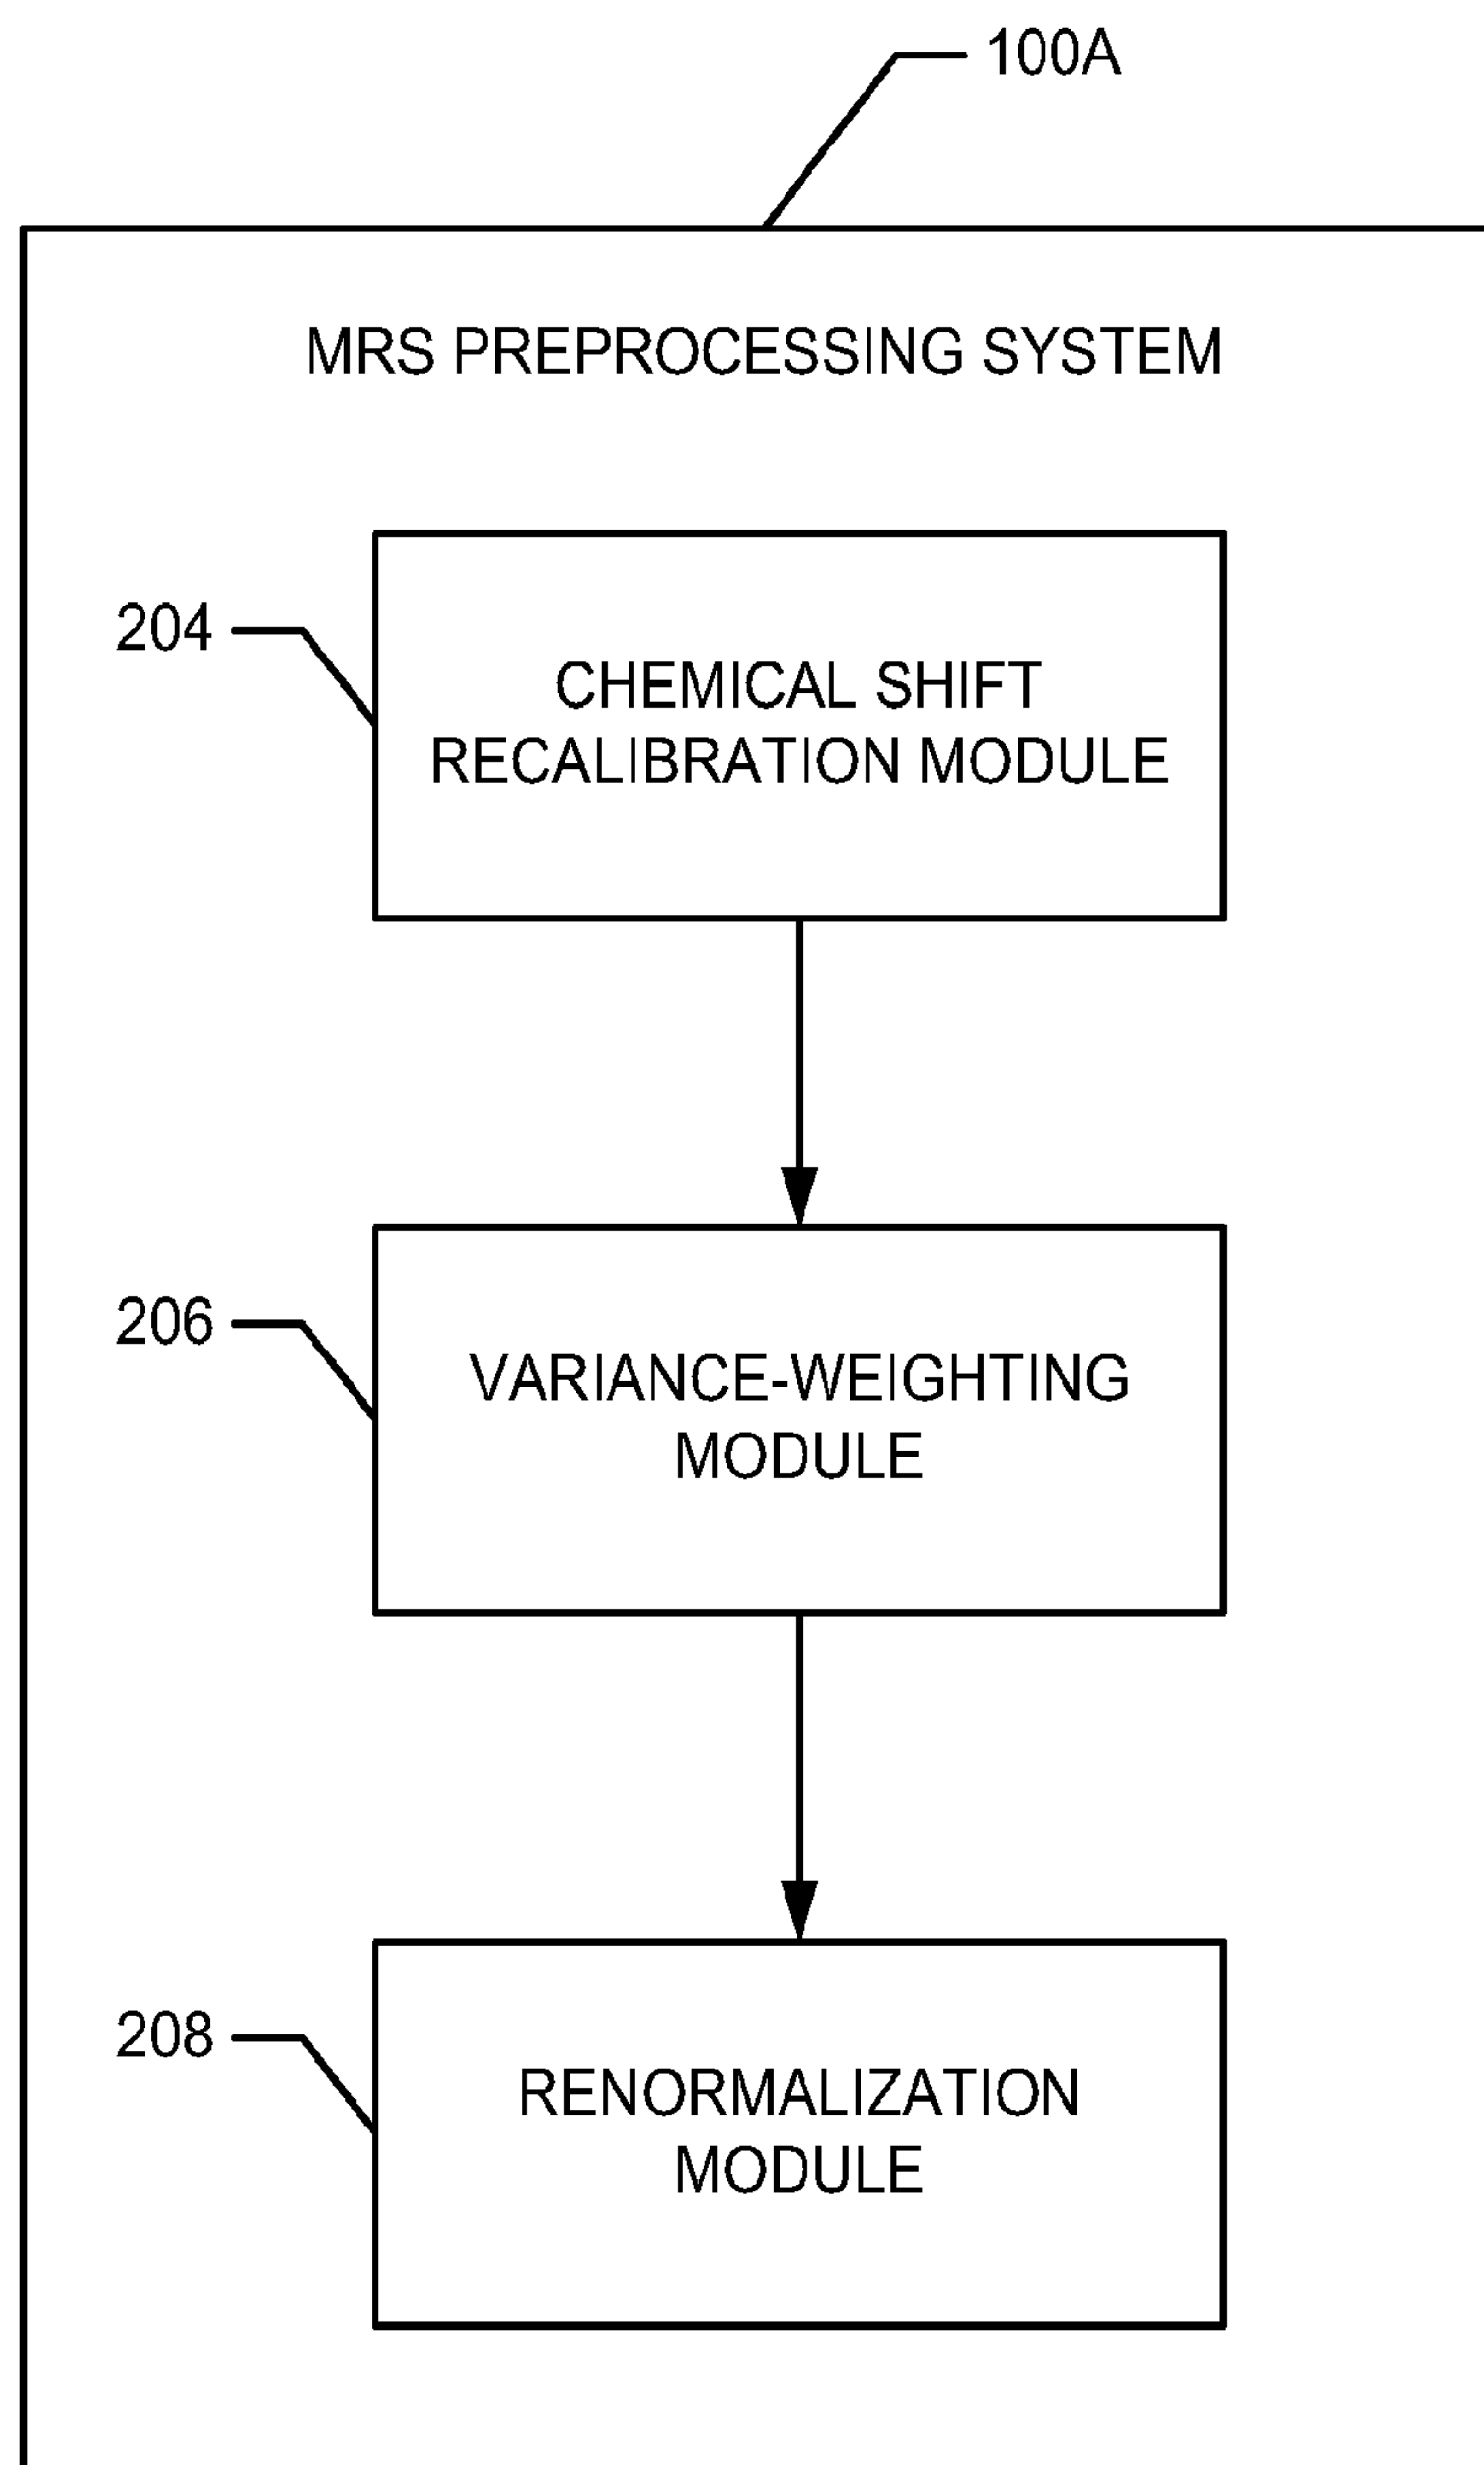 100A
MRS PREPROCESSING SYSTEM
204
CHEMICAL SHIFT
RECALIBRATION MODULE
206
VARIANCE-WEIGHTING
MODULE
208
RENORMALIZATION
MODULE